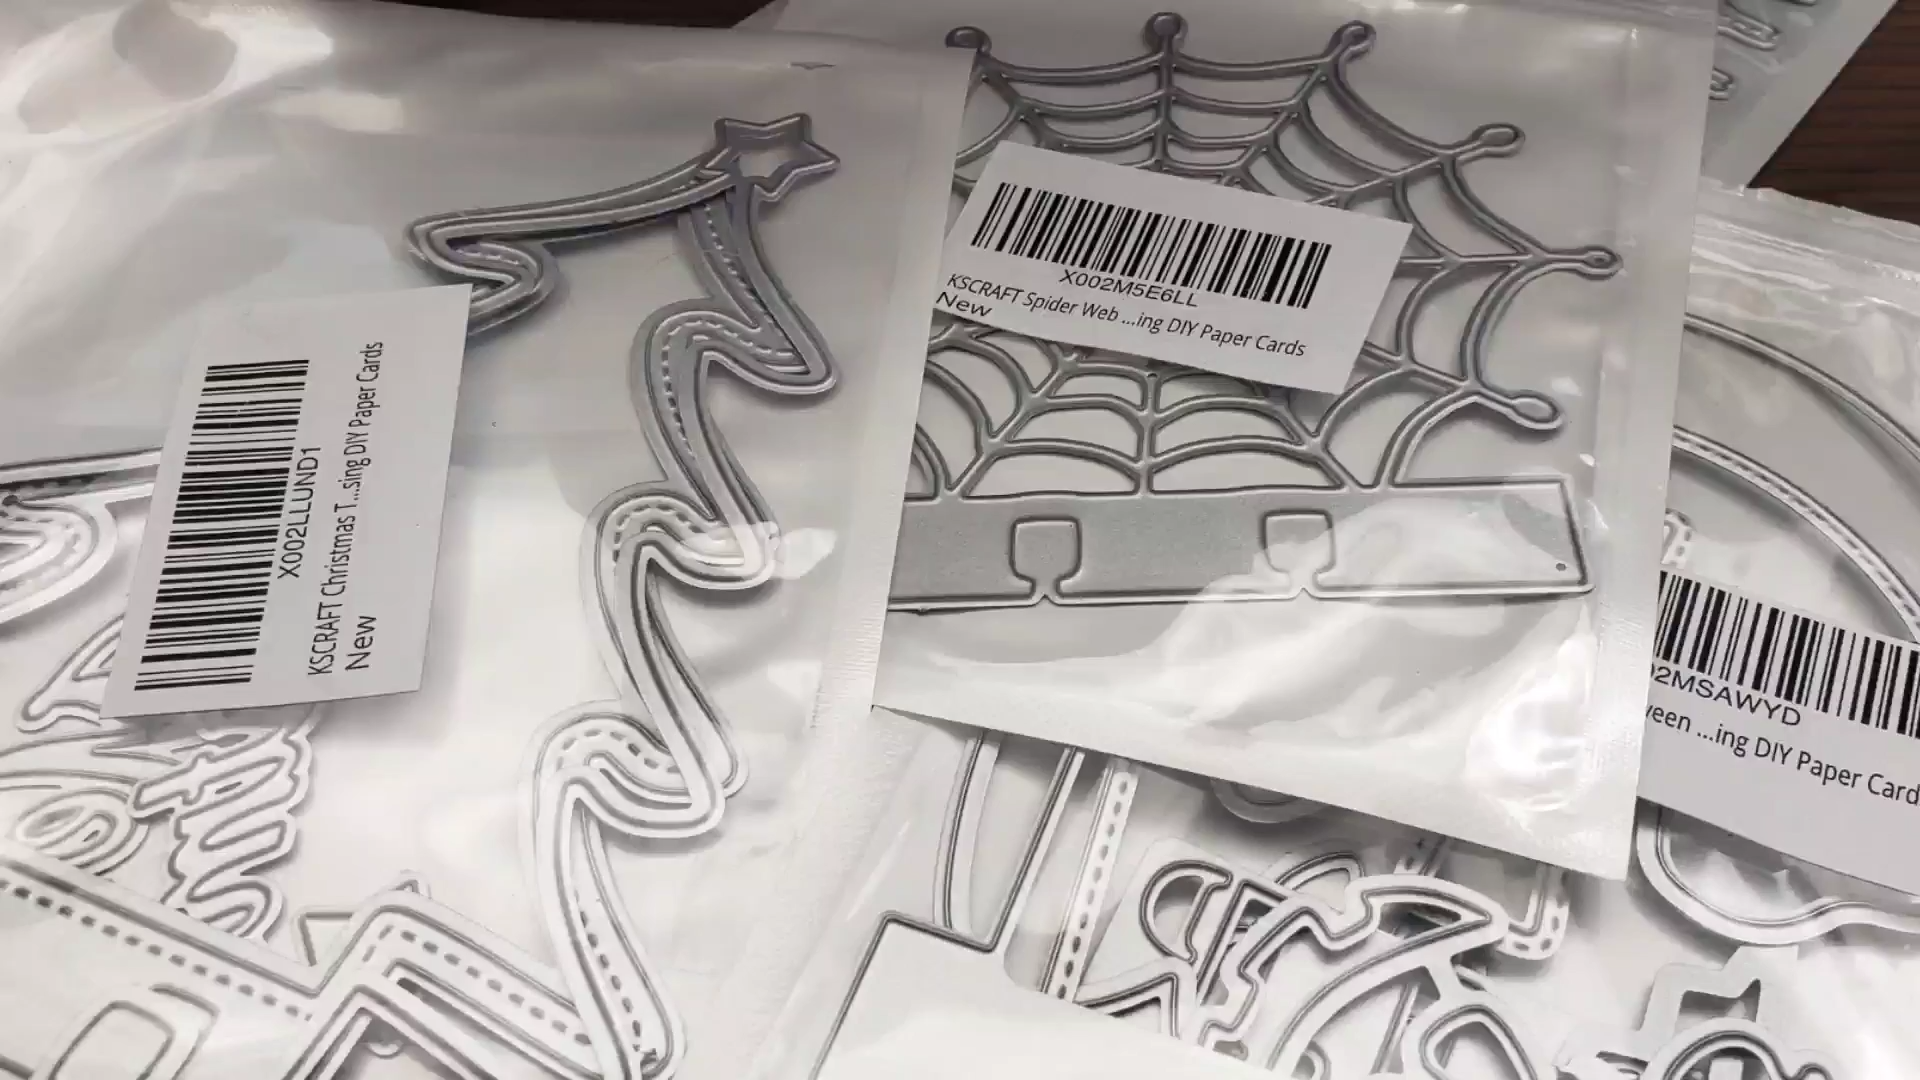 X002LLUND1
KSCRAFT Christmas T...sing DIY Paper Cards
New
X002M5E6LL
KSCRAFT Spider Web ...ing DIY Paper Cards
New
02MSAWYD
ween ...ing DIY Paper Card